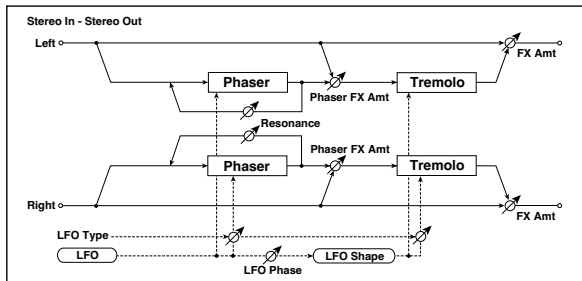 Stereo In - Stereo Out
Left
FX Amt
Phaser
Tremolo
Phaser FX Amt
Resonance
Phaser FX Amt
Phaser
Tremolo
Right
FX Amt
LFO Type
LFO
LFO Shape
LFO Phase